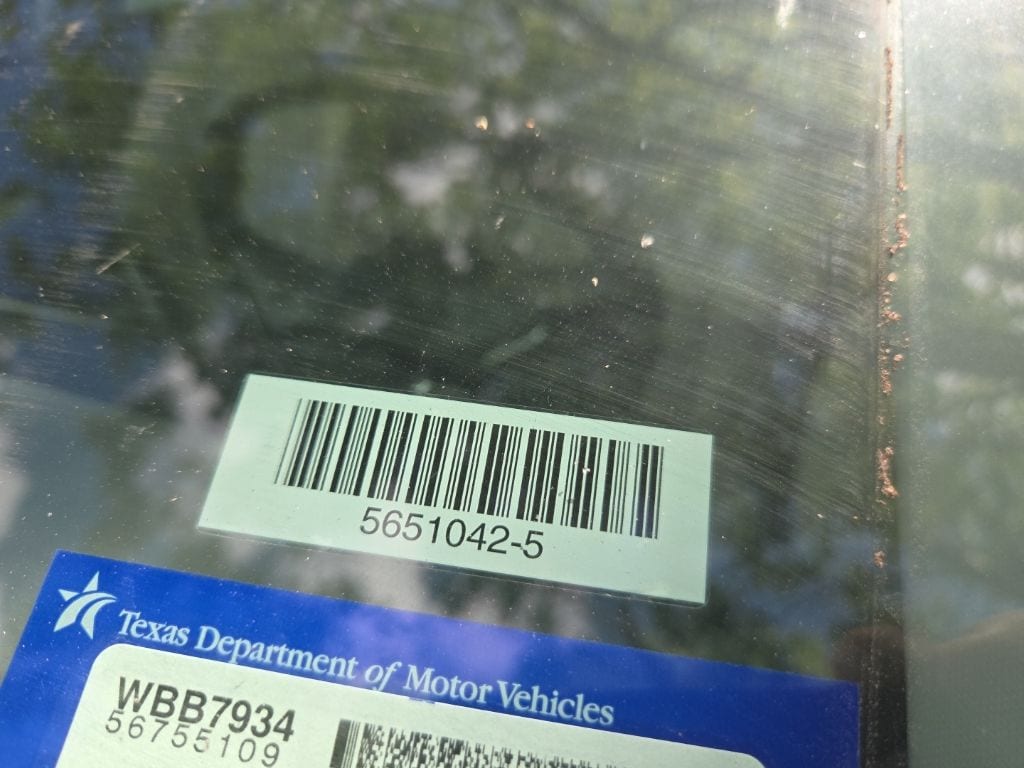 5651042-5
Texas Department of Motor Vehicles
WBB7934
56755109